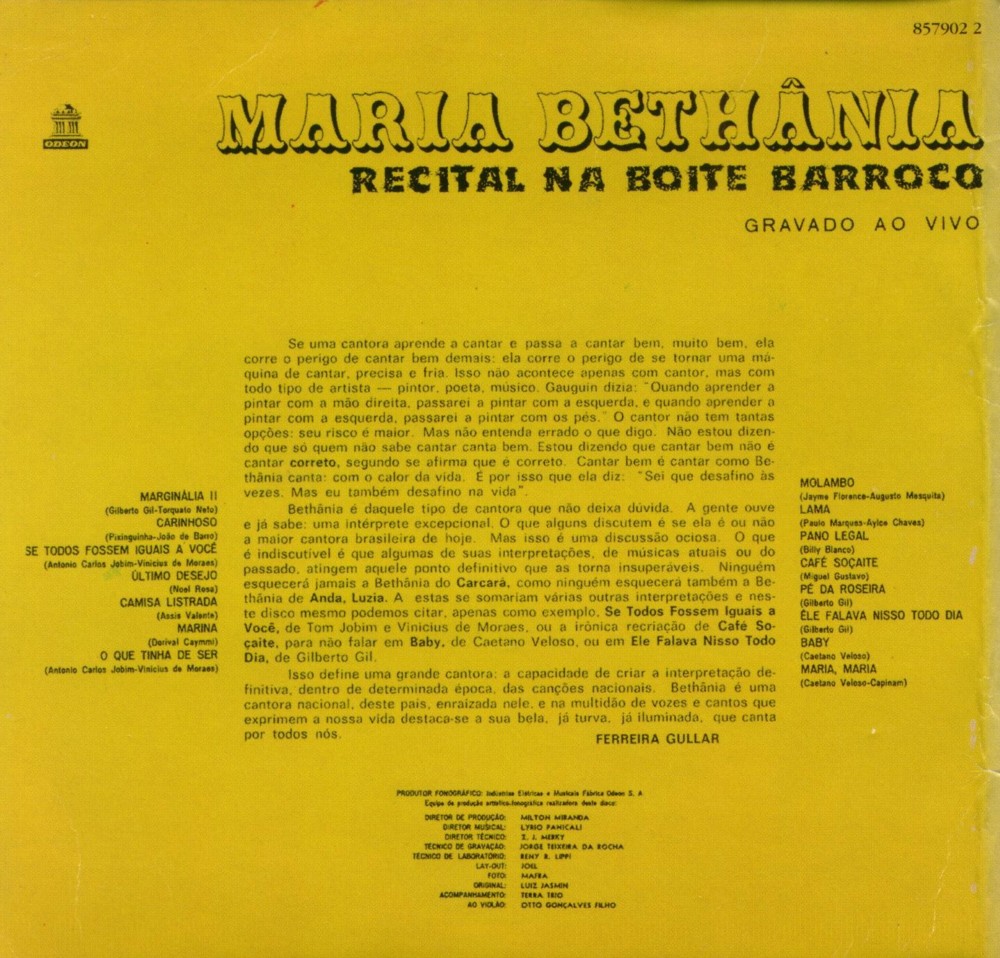 857902 2
ODEON
MARIA BETHÂNIA
RECITAL NA BOITE BARROCO
GRAVADO AO VIVO
Se uma cantora aprende a cantar e passa a cantar bem, muito bem, ela
corre o perigo de cantar bem demais: ela corre o perigo de se tornar uma má-
quina de cantar, precisa e fria. Isso não acontece apenas com cantor, mas com
todo tipo de artista — pintor, poeta, músico. Gauguin dizia: "Quando aprender a
pintar com a mão direita, passarei a pintar com a esquerda, e quando aprender a
pintar com a esquerda, passarei a pintar com os pés." O cantor não tem tantas
opções: seu risco é maior. Mas não entenda errado o que digo. Não estou dizen-
do que só quem não sabe cantar canta bem. Estou dizendo que cantar bem não é
cantar correto, segundo se afirma que é correto. Cantar bem é cantar como Be-
thânia canta: com o calor da vida. É por isso que ela diz: "Sei que desafino às
vezes. Mas eu também desafino na vida".
Bethânia é daquele tipo de cantora que não deixa dúvida. A gente ouve
e já sabe: uma intérprete excepcional. O que alguns discutem é se ela é ou não
a maior cantora brasileira de hoje. Mas isso é uma discussão ociosa. O que
é indiscutível é que algumas de suas interpretações, de músicas atuais ou do
passado, atingem aquele ponto definitivo que as torna insuperáveis. Ninguém
esquecerá jamais a Bethânia do Carcará, como ninguém esquecerá também a Be-
thânia de Anda, Luzia. A estas se somariam várias outras interpretações e nes-
te disco mesmo podemos citar, apenas como exemplo, Se Todos Fossem Iguais a
Você, de Tom Jobim e Vinicius de Moraes, ou a irônica recriação de Café So-
çaite, para não falar em Baby, de Caetano Veloso, ou em Ele Falava Nisso Todo
Dia, de Gilberto Gil.
Isso define uma grande cantora: a capacidade de criar a interpretação de-
finitiva, dentro de determinada época, das canções nacionais. Bethânia é uma
cantora nacional, deste país, enraizada nele, e na multidão de vozes e cantos que
exprimem a nossa vida destaca-se a sua bela, já turva, já iluminada, que canta
por todos nós.
FERREIRA GULLAR
MARGINÁLIA II
(Gilberto Gil-Torquato Neto)
CARINHOSO
(Pixinguinha-João de Barro)
SE TODOS FOSSEM IGUAIS A VOCÊ
(Antonio Carlos Jobim-Vinicius de Moraes)
ÚLTIMO DESEJO
(Noel Rosa)
CAMISA LISTRADA
(Assis Valente)
MARINA
(Dorival Caymmi)
O QUE TINHA DE SER
(Antonio Carlos Jobim-Vinicius de Moraes)
MOLAMBO
(Jayme Florence-Augusto Mesquita)
LAMA
(Paulo Marques-Aylce Chaves)
PANO LEGAL
(Billy Blanco)
CAFÉ SOÇAITE
(Miguel Gustavo)
PÉ DA ROSEIRA
(Gilberto Gil)
ÊLE FALAVA NISSO TODO DIA
(Gilberto Gil)
BABY
(Caetano Veloso)
MARIA, MARIA
(Caetano Veloso-Capinam)
PRODUTOR FONOGRÁFICO: Indústrias Elétricas e Musicais Fábrica Odeon S. A
Equipe de produção artístico-fonográfica realizadora deste disco:
DIRETOR DE PRODUÇÃO: MILTON MIRANDA
DIRETOR MUSICAL: LYRIO PANICALI
DIRETOR TÉCNICO: Z. J. MERKY
TÉCNICO DE GRAVAÇÃO: JORGE TEIXEIRA DA ROCHA
TÉCNICO DE LABORATÓRIO: RENY R. LIPPI
LAY-OUT: JOEL
FOTO: MAFRA
ORIGINAL: LUIZ JASMIN
ACOMPANHAMENTO: TERRA TRIO
AO VIOLÃO: OTTO GONÇALVES FILHO